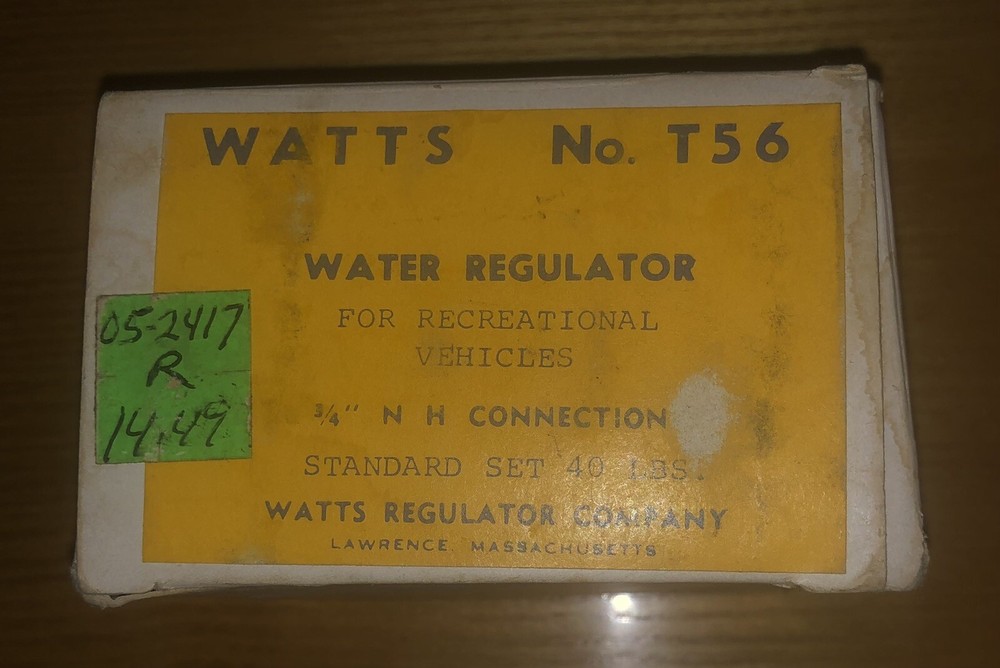 WATTS No. T56
WATER REGULATOR
FOR RECREATIONAL
VEHICLES
3/4" N H CONNECTION
STANDARD SET 40 LBS.
WATTS REGULATOR COMPANY
LAWRENCE, MASSACHUSETTS
05-2417
R
14.49